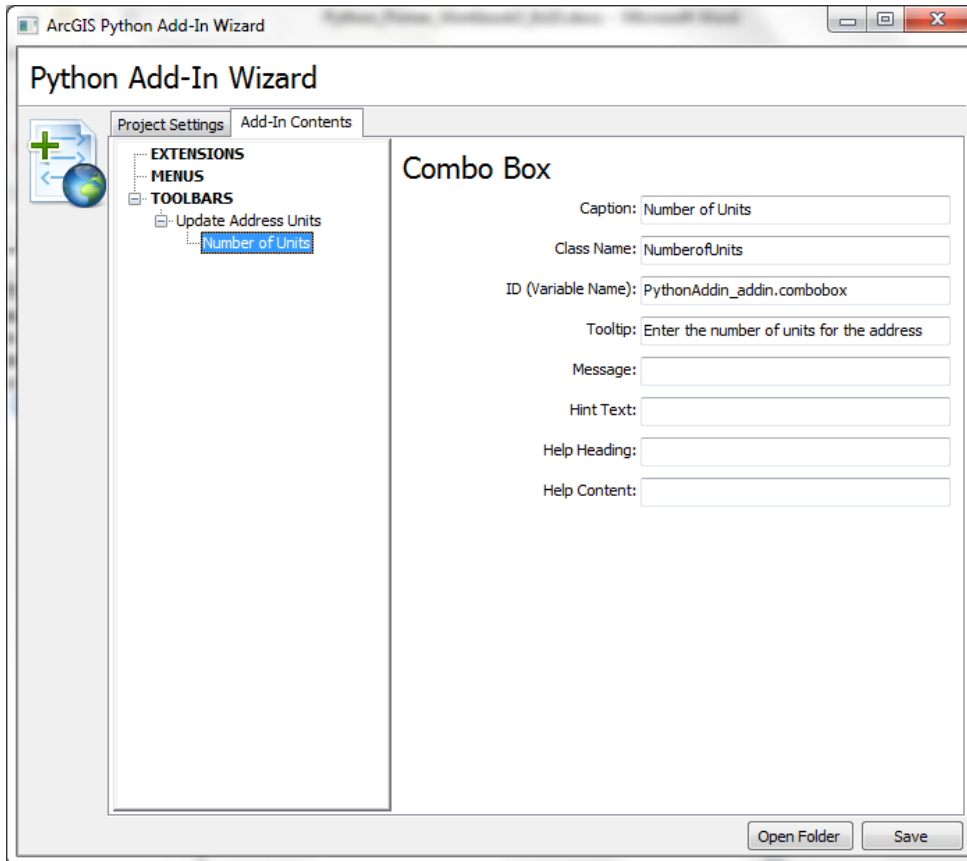 ArcGIS Python Add-In Wizard
Python Add-In Wizard
Project Settings Add-In Contents
EXTENSIONS
MENUS
TOOLBARS
Update Address Units
Number of Units
Combo Box
Caption: Number of Units
Class Name: NumberofUnits
ID (Variable Name): PythonAddin_addin.combobox
Tooltip: Enter the number of units for the address
Message:
Hint Text:
Help Heading:
Help Content:
Open Folder Save